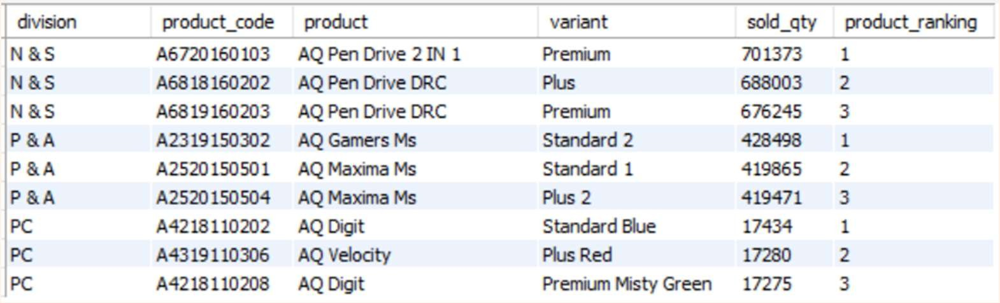 division product_code product variant sold_qty product_ranking
N & S A6720160103 AQ Pen Drive 2 IN 1 Premium 701373 1
N & S A6818160202 AQ Pen Drive DRC Plus 688003 2
N & S A6819160203 AQ Pen Drive DRC Premium 676245 3
P & A A2319150302 AQ Gamers Ms Standard 2 428498 1
P & A A2520150501 AQ Maxima Ms Standard 1 419865 2
P & A A2520150504 AQ Maxima Ms Plus 2 419471 3
PC A4218110202 AQ Digit Standard Blue 17434 1
PC A4319110306 AQ Velocity Plus Red 17280 2
PC A4218110208 AQ Digit Premium Misty Green 17275 3